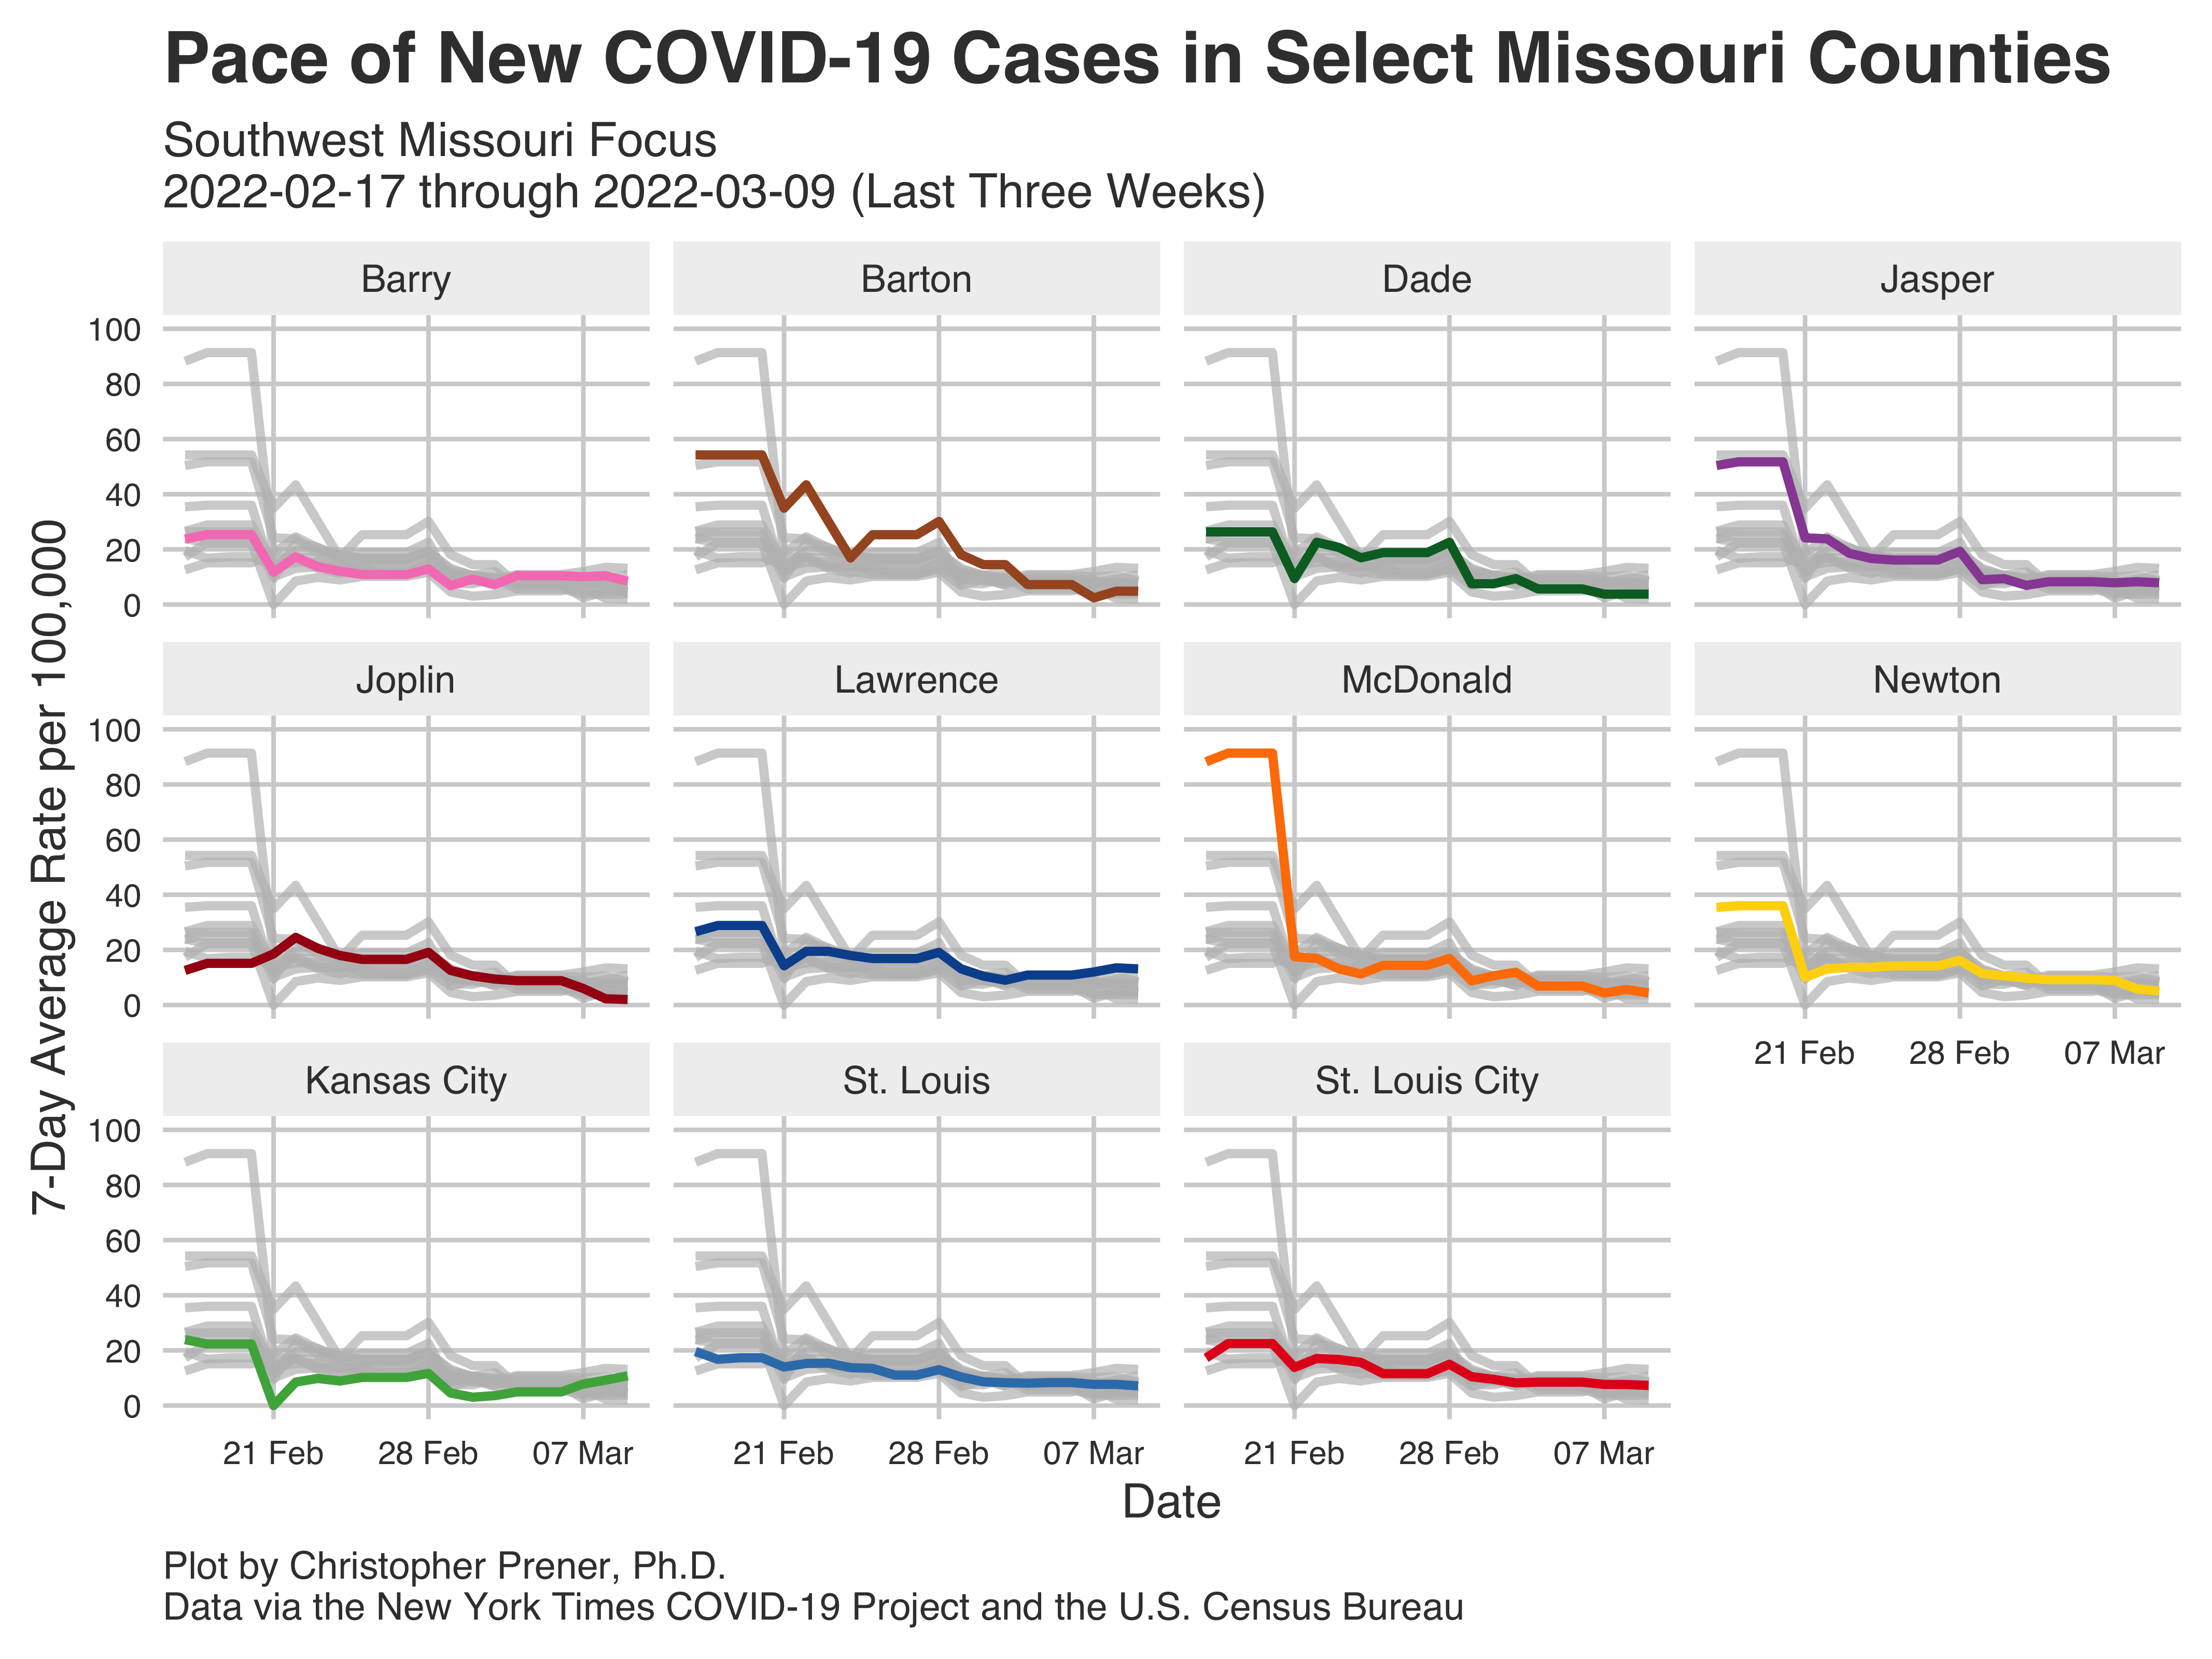 Pace of New COVID-19 Cases in Select Missouri Counties
Southwest Missouri Focus
2022-02-17 through 2022-03-09 (Last Three Weeks)
7-Day Average Rate per 100,000
Barry
Barton
Dade
Jasper
100
80
60
40
20
0
Joplin
Lawrence
McDonald
Newton
100
80
60
40
20
0
21 Feb
28 Feb
07 Mar
Kansas City
St. Louis
St. Louis City
100
80
60
40
20
0
21 Feb
28 Feb
07 Mar
21 Feb
28 Feb
07 Mar
21 Feb
28 Feb
07 Mar
Date
Plot by Christopher Prener, Ph.D.
Data via the New York Times COVID-19 Project and the U.S. Census Bureau